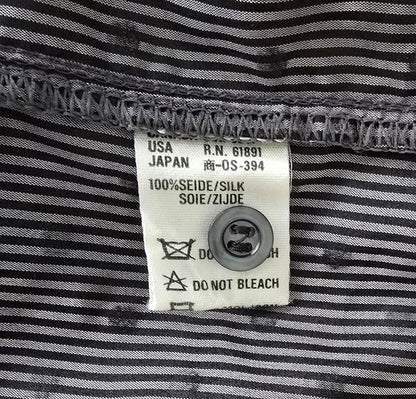 USA R.N. 61891
JAPAN 商-OS-394
100%SEIDE/SILK
SOIE/ZIJDE
DO
DO NOT BLEACH